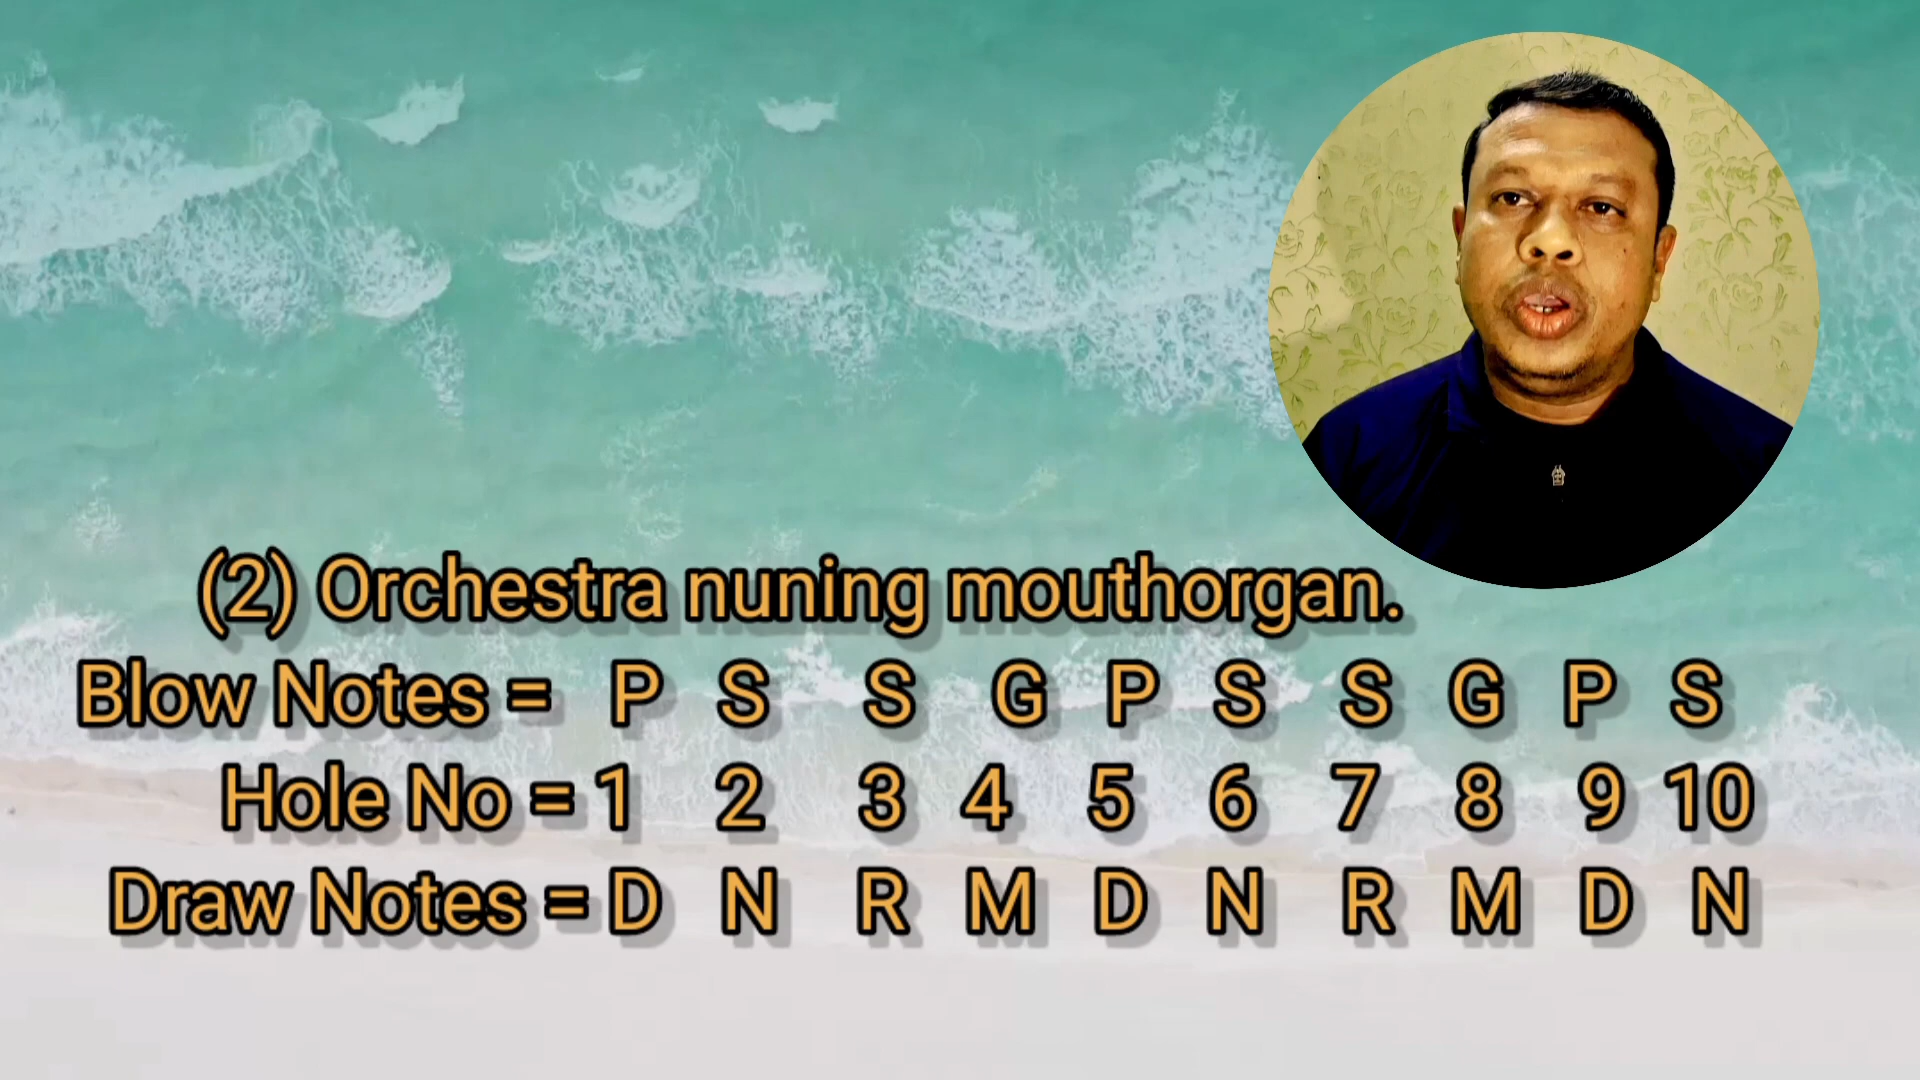 (2) Orchestra nuning mouthorgan.
Blow Notes = P S S G P S S G P S
Hole No = 1 2 3 4 5 6 7 8 9 10
Draw Notes = D N R M D N R M D N